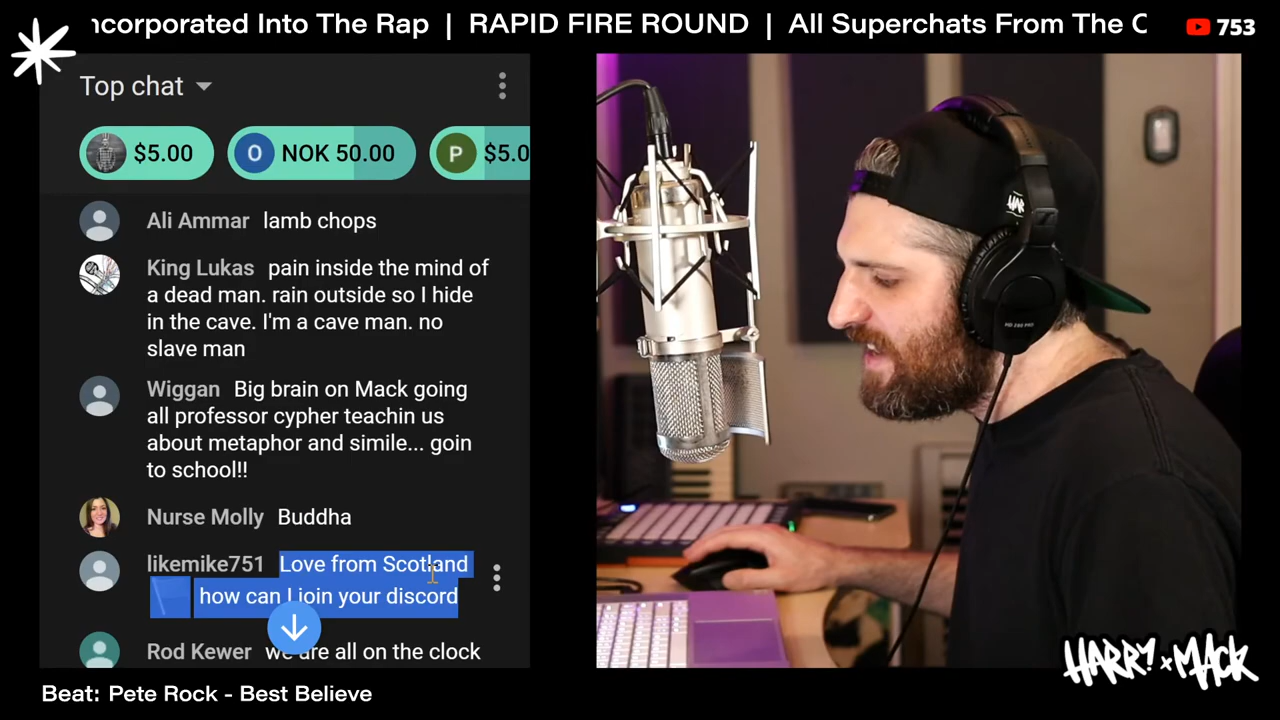 ncorporated Into The Rap | RAPID FIRE ROUND | All Superchats From The C
753
Top chat
$5.00
O NOK 50.00
P $5.0
Ali Ammar lamb chops
King Lukas pain inside the mind of
a dead man. rain outside so I hide
in the cave. I'm a cave man. no
slave man
Wiggan Big brain on Mack going
all professor cypher teachin us
about metaphor and simile... goin
to school!!
Nurse Molly Buddha
likemike751 Love from Scotland
how can I join your discord
Rod Kewer we are all on the clock
HARRY x MACK
Beat: Pete Rock - Best Believe